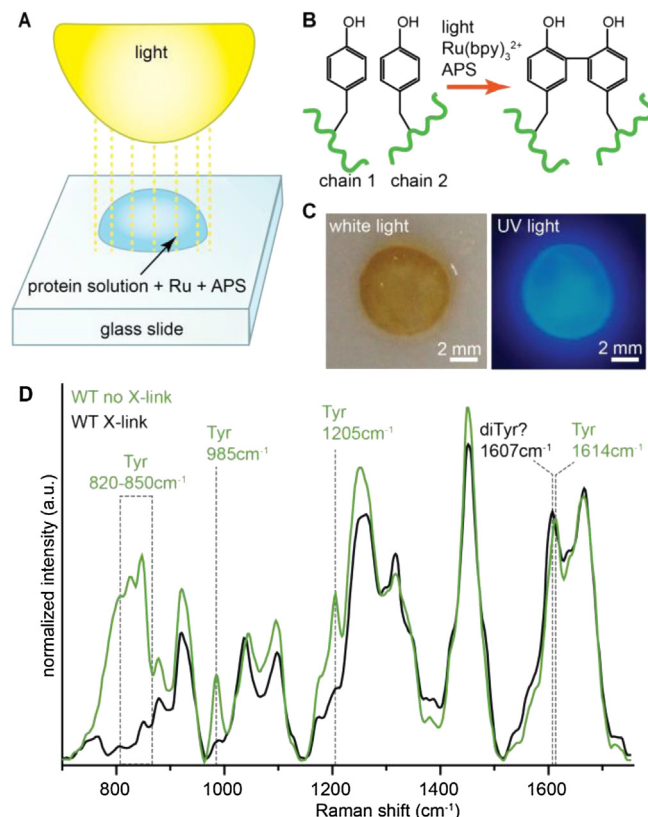 A
light
protein solution + Ru + APS
glass slide
B
OH
OH
light
Ru(bpy)₃²⁺
APS
OH
OH
chain 1
chain 2
C
white light
2 mm
UV light
2 mm
D
WT no X-link
WT X-link
Tyr
820-850cm⁻¹
Tyr
985cm⁻¹
Tyr
1205cm⁻¹
diTyr?
1607cm⁻¹
Tyr
1614cm⁻¹
normalized intensity (a.u.)
800
1000
1200
1400
1600
Raman shift (cm⁻¹)